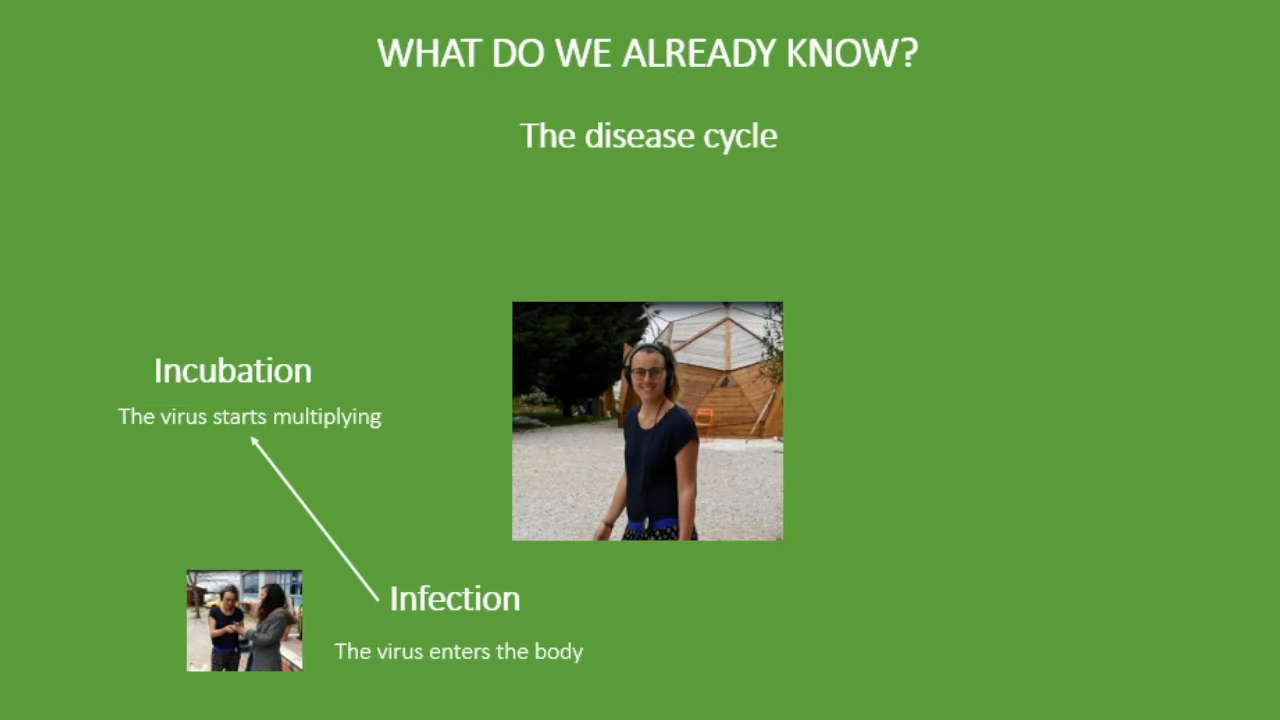 WHAT DO WE ALREADY KNOW?
The disease cycle
Incubation
The virus starts multiplying
Infection
The virus enters the body